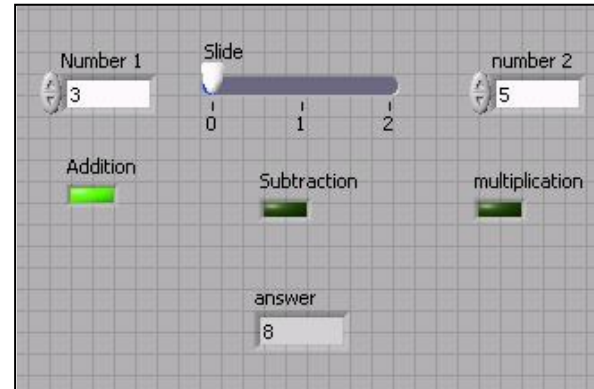 Number 1
Slide
number 2
3
5
0 1 2
Addition
Subtraction
multiplication
answer
8